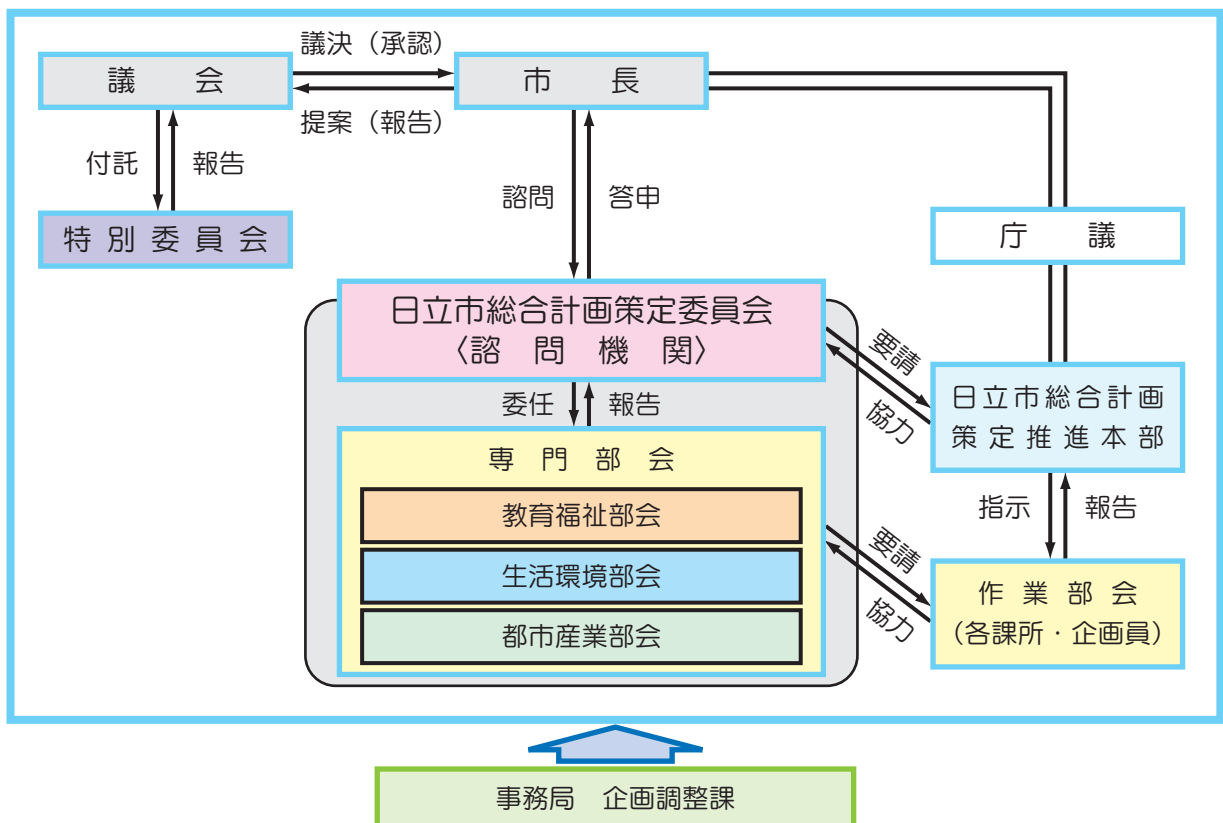 議決（承認）
議　会
市　長
提案（報告）
付託
報告
諮問
答申
特別委員会
庁　議
日立市総合計画策定委員会
〈諮問機関〉
要請
協力
委任
報告
日立市総合計画
策定推進本部
専門部会
教育福祉部会
生活環境部会
都市産業部会
指示
報告
要請
協力
作業部会
（各課所・企画員）
事務局　企画調整課